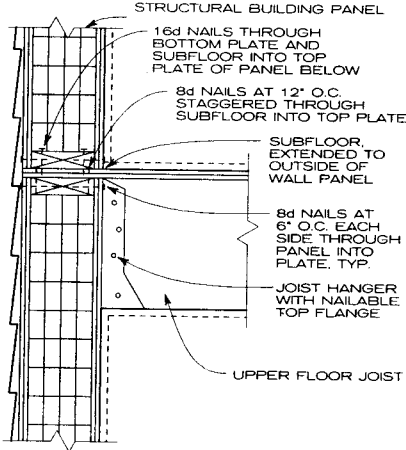 STRUCTURAL BUILDING PANEL
16d NAILS THROUGH
BOTTOM PLATE AND
SUBFLOOR INTO TOP
PLATE OF PANEL BELOW
8d NAILS AT 12" O.C.
STAGGERED THROUGH
SUBFLOOR INTO TOP PLATE
SUBFLOOR,
EXTENDED TO
OUTSIDE OF
WALL PANEL
8d NAILS AT
6" O.C. EACH
SIDE THROUGH
PANEL INTO
PLATE, TYP.
JOIST HANGER
WITH NAILABLE
TOP FLANGE
UPPER FLOOR JOIST